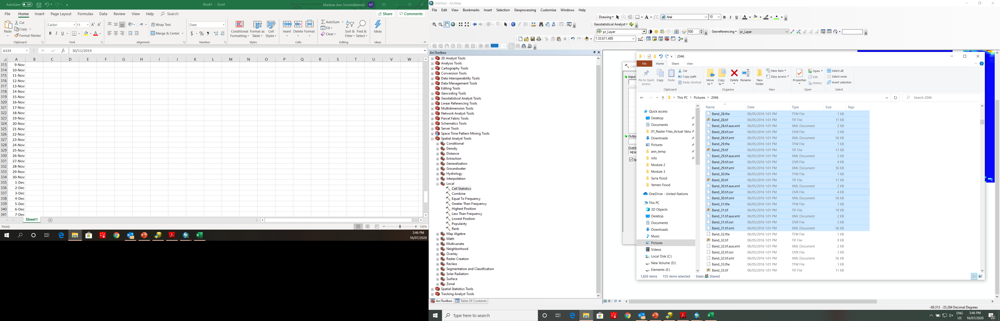 AutoSave Off
Book1 - Excel
Marlene Ann Tomaszkiewicz MT
File Home Insert Page Layout Formulas Data Review View Help Search
Share Comments
Paste
Cut
Copy
Format Painter
Clipboard
Calibri 11
B I U
Font
Wrap Text
Merge & Center
Alignment
Date
Number
Conditional Formatting
Format as Table
Cell Styles
Styles
Insert Delete Format
Cells
AutoSum
Fill
Clear
Sort & Filter
Find & Select
Editing
Ideas
Ideas
A334 fx 30/11/2019
A B C D E F G H I J K L M N O P Q R S T U V W
313 9-Nov
314 10-Nov
315 11-Nov
316 12-Nov
317 13-Nov
318 14-Nov
319 15-Nov
320 16-Nov
321 17-Nov
322 18-Nov
323 19-Nov
324 20-Nov
325 21-Nov
326 22-Nov
327 23-Nov
328 24-Nov
329 25-Nov
330 26-Nov
331 27-Nov
332 28-Nov
333 29-Nov
334 30-Nov
335 1-Dec
336 2-Dec
337 3-Dec
338 4-Dec
339 5-Dec
340 6-Dec
341 7-Dec
Sheet1
Ready
100%
3:46 PM
16/07/2020
Untitled - ArcMap
File Edit View Bookmarks Insert Selection Geoprocessing Customize Windows Help
Drawing Arial 10 B I U
Geostatistical Analyst
pr_Layer 500 Georeferencing pr_Layer
1:33,611,485
ArcToolbox
3D Analyst Tools
Analysis Tools
Cartography Tools
Conversion Tools
Data Interoperability Tools
Data Management Tools
Editing Tools
Geocoding Tools
Geostatistical Analyst Tools
Linear Referencing Tools
Multidimension Tools
Network Analyst Tools
Parcel Fabric Tools
Schematics Tools
Server Tools
Space Time Pattern Mining Tools
Spatial Analyst Tools
Conditional
Density
Distance
Extraction
Generalization
Groundwater
Hydrology
Interpolation
Local
Cell Statistics
Combine
Equal To Frequency
Greater Than Frequency
Highest Position
Less Than Frequency
Lowest Position
Popularity
Rank
Map Algebra
Math
Multivariate
Neighborhood
Overlay
Raster Creation
Reclass
Segmentation and Classification
Solar Radiation
Surface
Zonal
Spatial Statistics Tools
Tracking Analyst Tools
ArcToolbox Table Of Contents
Cell
Input
Outpu
Overla
MEAN
Ig
2046
File Home Share View
Pin to Quick access
Copy
Paste
Cut
Copy path
Paste shortcut
Clipboard
Move to
Copy to
Delete
Rename
Organise
New folder
New item
Easy access
New
Properties
Open
Edit
History
Open
Select all
Select none
Invert selection
Select
This PC > Pictures > 2046
Search 2046
Quick access
Desktop
Documents
01_Raster Files_Actual Valu
Downloads
Pictures
ann_temp
info
Module 2
Module 3
Syria flood
Yemen Flood
OneDrive - United Nations
This PC
3D Objects
Desktop
Documents
Downloads
Music
Pictures
Videos
Local Disk (C:)
New Volume (D:)
Elements (E:)
Name Date Type Size Tags
Band_28.tfw 06/05/2016 1:01 PM TFW File 1 KB
Band_28.tif 06/05/2016 1:01 PM TIF File 11 KB
Band_28.tif.aux.xml 06/05/2016 1:01 PM XML Document 2 KB
Band_28.tif.ovr 06/05/2016 1:01 PM OVR File 3 KB
Band_28.tif.xml 06/05/2016 1:01 PM XML Document 56 KB
Band_29.tfw 06/05/2016 1:01 PM TFW File 1 KB
Band_29.tif 06/05/2016 1:01 PM TIF File 11 KB
Band_29.tif.aux.xml 06/05/2016 1:01 PM XML Document 2 KB
Band_29.tif.ovr 06/05/2016 1:01 PM OVR File 4 KB
Band_29.tif.xml 06/05/2016 1:01 PM XML Document 56 KB
Band_30.tfw 06/05/2016 1:01 PM TFW File 1 KB
Band_30.tif 06/05/2016 1:01 PM TIF File 11 KB
Band_30.tif.aux.xml 06/05/2016 1:01 PM XML Document 2 KB
Band_30.tif.ovr 06/05/2016 1:01 PM OVR File 4 KB
Band_30.tif.xml 06/05/2016 1:01 PM XML Document 56 KB
Band_31.tfw 06/05/2016 1:01 PM TFW File 1 KB
Band_31.tif 06/05/2016 1:01 PM TIF File 10 KB
Band_31.tif.aux.xml 06/05/2016 1:01 PM XML Document 2 KB
Band_31.tif.ovr 06/05/2016 1:01 PM OVR File 3 KB
Band_31.tif.xml 06/05/2016 1:01 PM XML Document 56 KB
Band_32.tfw 06/05/2016 1:01 PM TFW File 1 KB
Band_32.tif 06/05/2016 1:01 PM TIF File 9 KB
Band_32.tif.aux.xml 06/05/2016 1:01 PM XML Document 2 KB
Band_32.tif.ovr 06/05/2016 1:01 PM OVR File 3 KB
Band_32.tif.xml 06/05/2016 1:01 PM XML Document 56 KB
Band_33.tfw 06/05/2016 1:01 PM TFW File 1 KB
Band_33.tif 06/05/2016 1:01 PM TIF File 11 KB
1,826 items 155 items selected State: Shared
-69.313 -35.284 Decimal Degrees
Type here to search
ENG
US
3:46 PM
16/07/2020
22